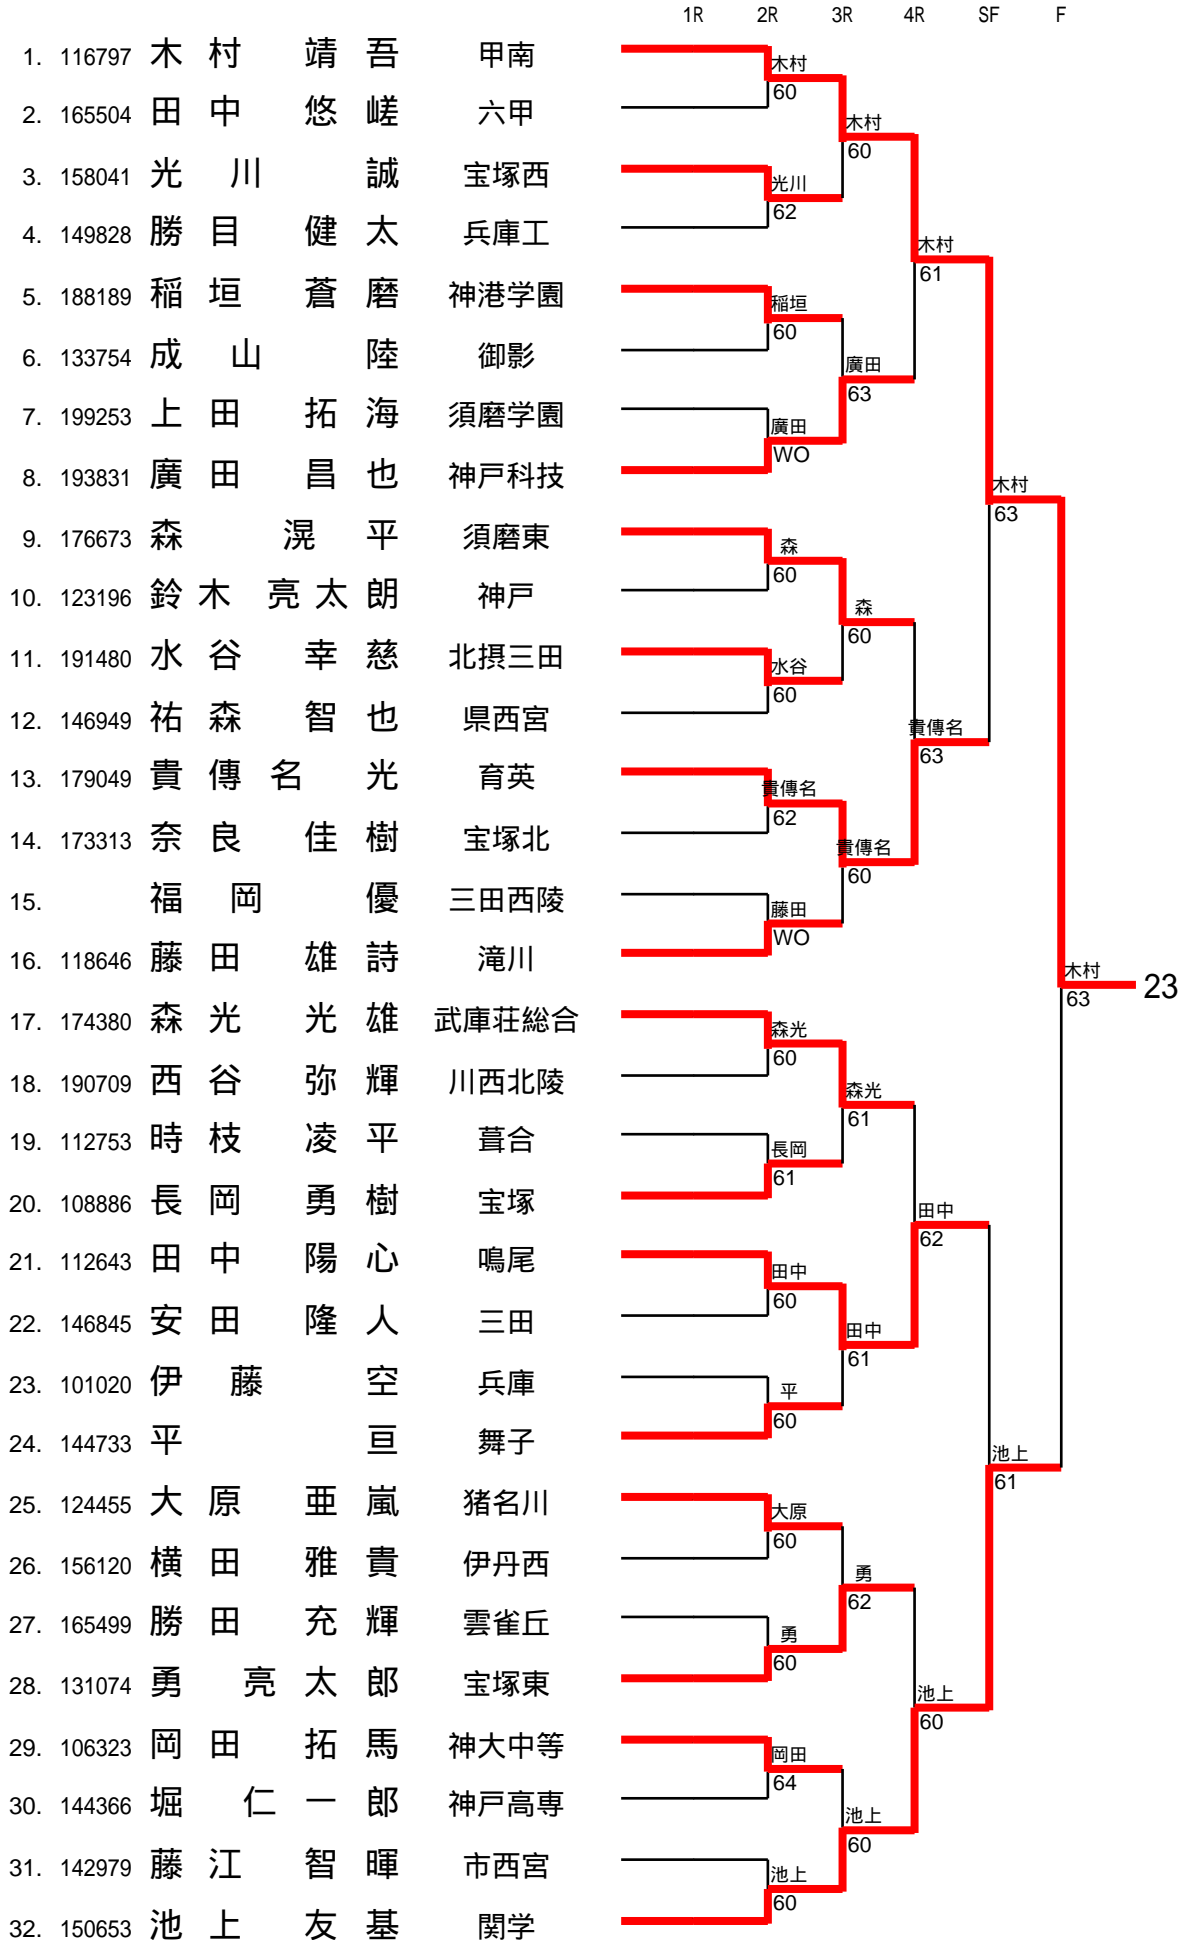 1R 2R 3R 4R SF F
1. 116797 木村 靖吾 甲南
2. 165504 田中 悠嵯 六甲
3. 158041 光川 誠 宝塚西
4. 149828 勝目 健太 兵庫工
5. 188189 稲垣 蒼磨 神港学園
6. 133754 成山 陸 御影
7. 199253 上田 拓海 須磨学園
8. 193831 廣田 昌也 神戸科技
9. 176673 森 滉平 須磨東
10. 123196 鈴木 亮太朗 神戸
11. 191480 水谷 幸慈 北摂三田
12. 146949 祐森 智也 県西宮
13. 179049 貴傳名 光 育英
14. 173313 奈良 佳樹 宝塚北
15. 福岡 優 三田西陵
16. 118646 藤田 雄詩 滝川
17. 174380 森光 光雄 武庫荘総合
18. 190709 西谷 弥輝 川西北陵
19. 112753 時枝 凌平 葺合
20. 108886 長岡 勇樹 宝塚
21. 112643 田中 陽心 鳴尾
22. 146845 安田 隆人 三田
23. 101020 伊藤 空 兵庫
24. 144733 平 亘 舞子
25. 124455 大原 亜嵐 猪名川
26. 156120 横田 雅貴 伊丹西
27. 165499 勝田 充輝 雲雀丘
28. 131074 勇 亮太郎 宝塚東
29. 106323 岡田 拓馬 神大中等
30. 144366 堀 仁一郎 神戸高専
31. 142979 藤江 智暉 市西宮
32. 150653 池上 友基 関学
木村
60
光川
62
稲垣
60
廣田
WO
森
60
水谷
60
貴傳名
62
藤田
WO
森光
60
長岡
61
田中
60
平
60
大原
60
勇
60
岡田
64
池上
60
木村
60
廣田
63
森
60
貴傳名
60
森光
61
田中
61
勇
62
池上
60
木村
61
貴傳名
63
田中
62
池上
60
木村
63
池上
61
木村
63
23